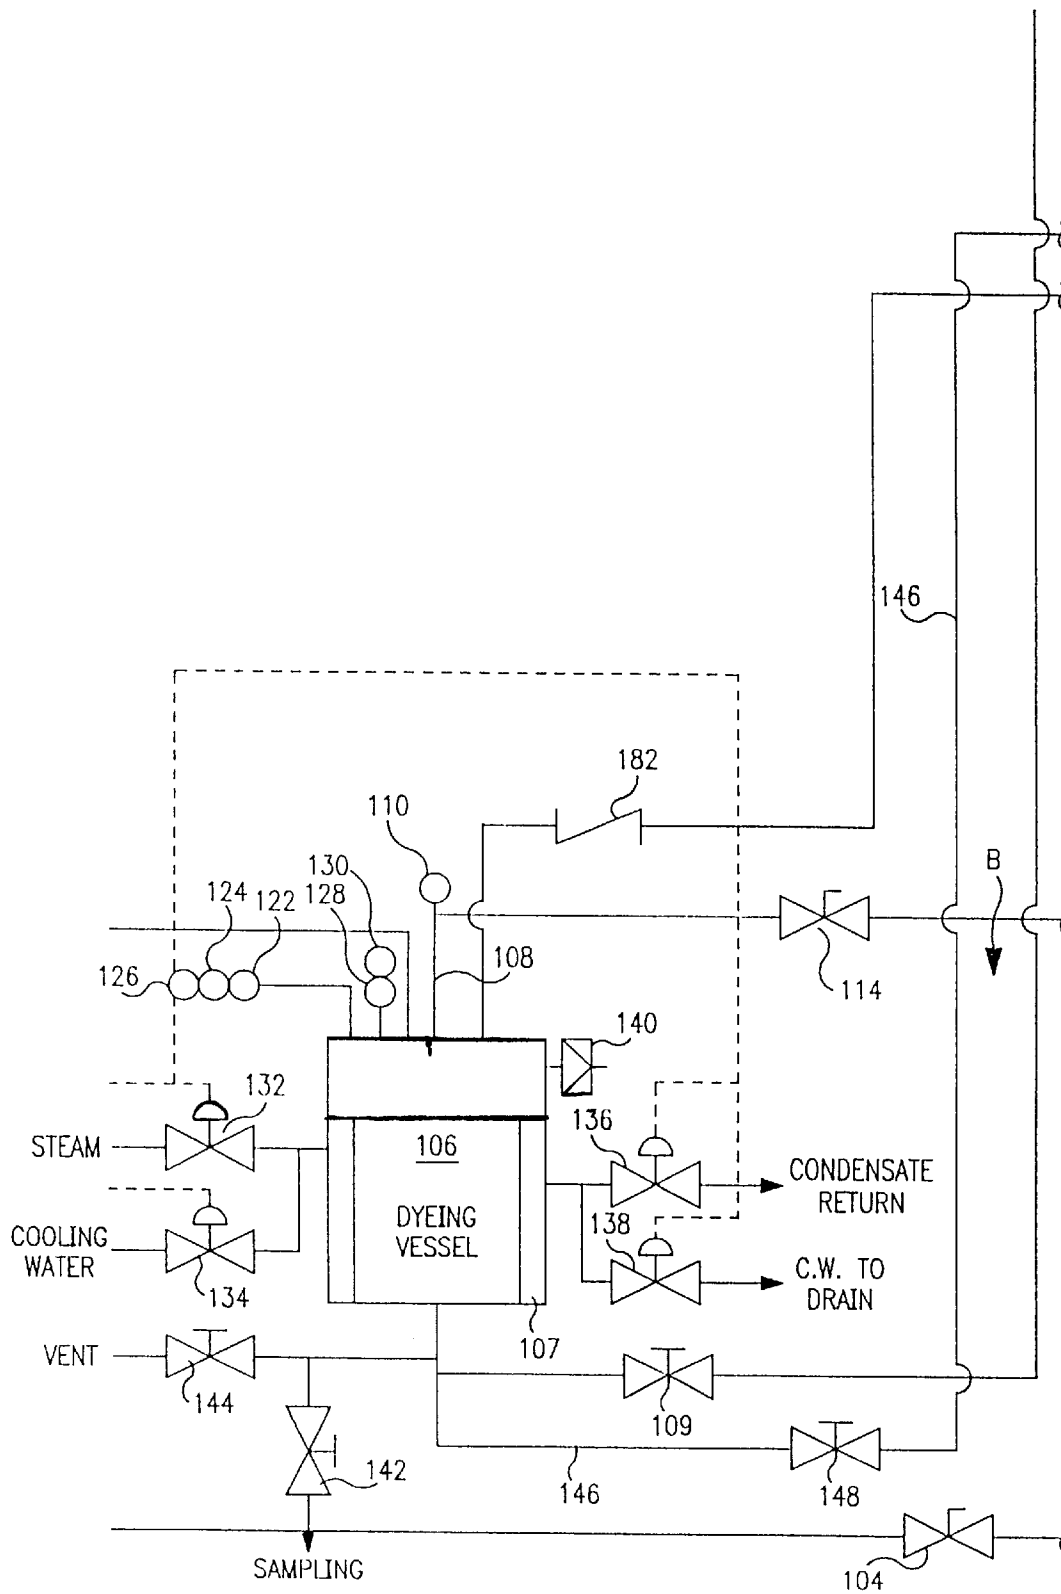 146
182
110
B
130
124
128
122
108
126
114
140
132
136
STEAM
106
CONDENSATE
RETURN
DYEING
VESSEL
138
COOLING
WATER
C.W. TO
DRAIN
134
107
VENT
144
109
142
146
148
SAMPLING
104